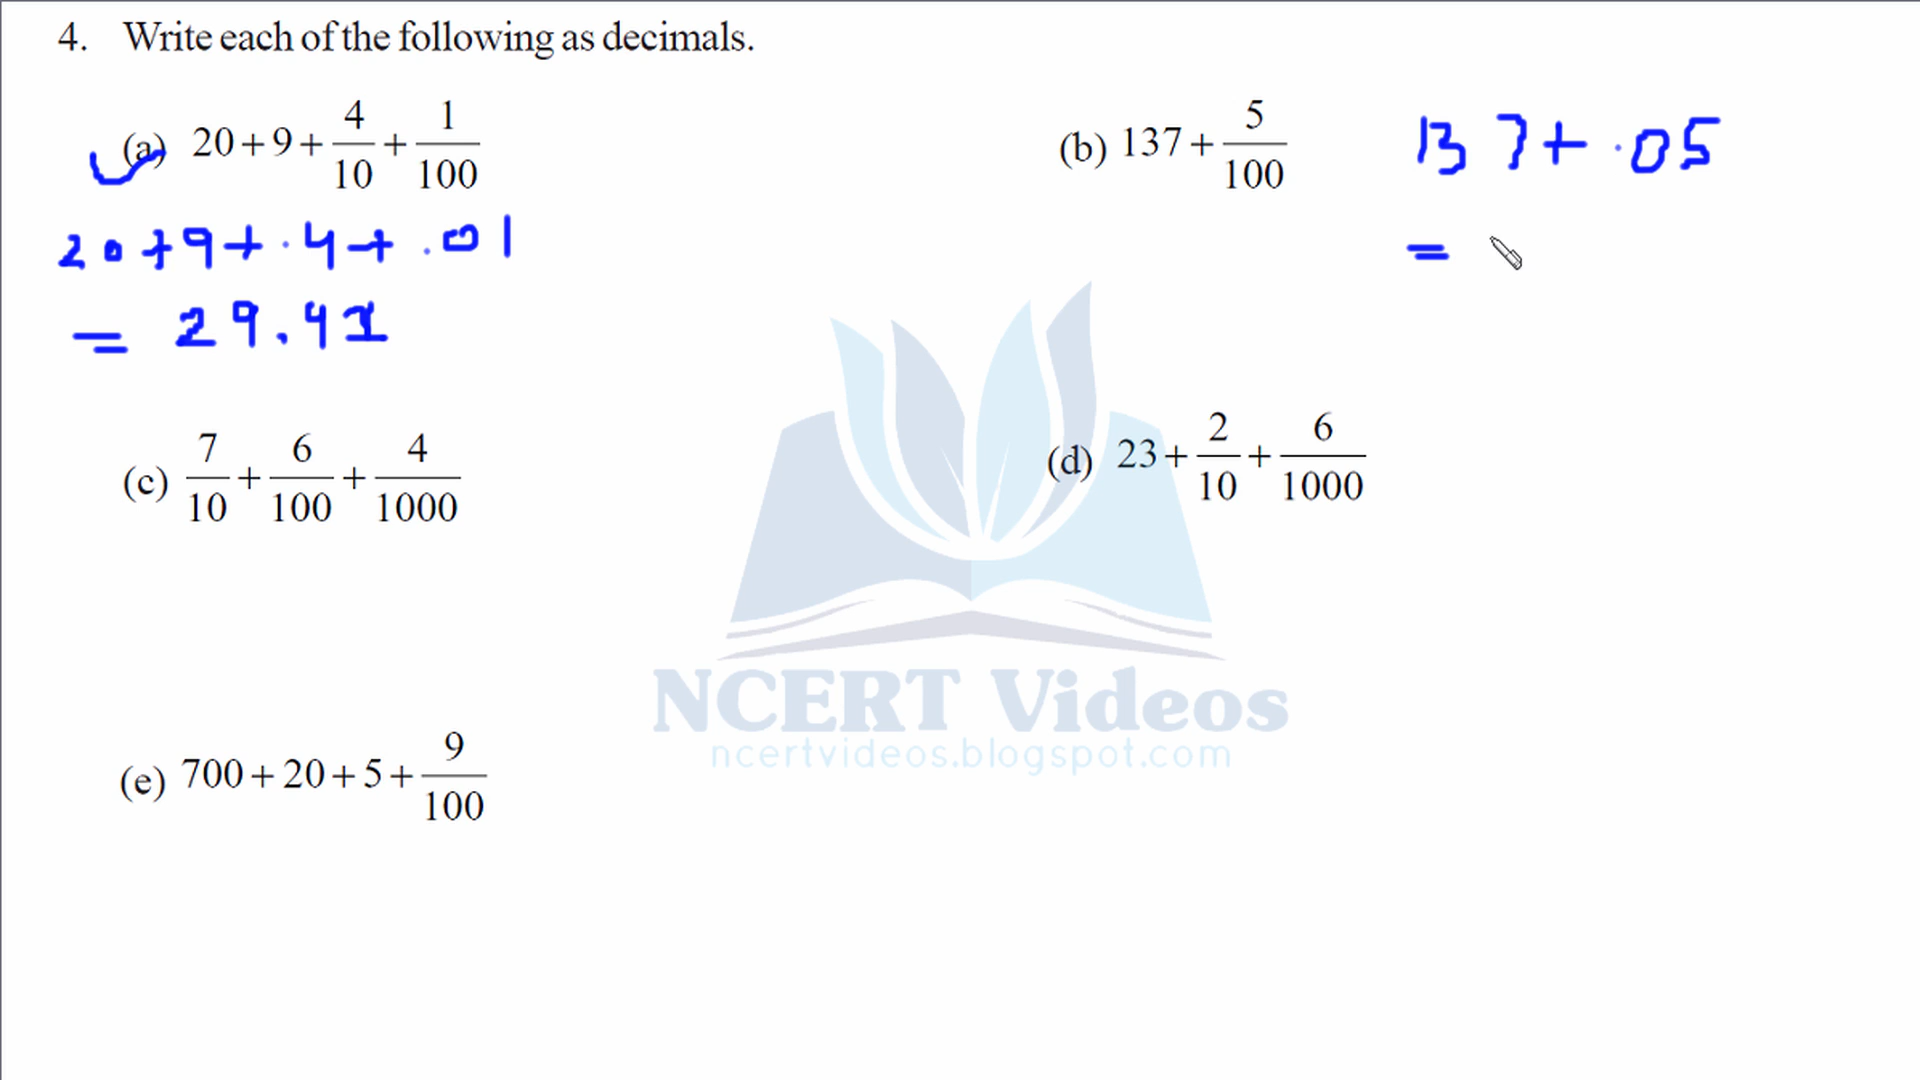 4. Write each of the following as decimals.
(a) 20+9+4/10+1/100
20+9+.4+.01
= 29.41
(b) 137+5/100 137+.05
=
(c) 7/10+6/100+4/1000
(d) 23+2/10+6/1000
NCERT Videos
ncertvideos.blogspot.com
(e) 700+20+5+9/100